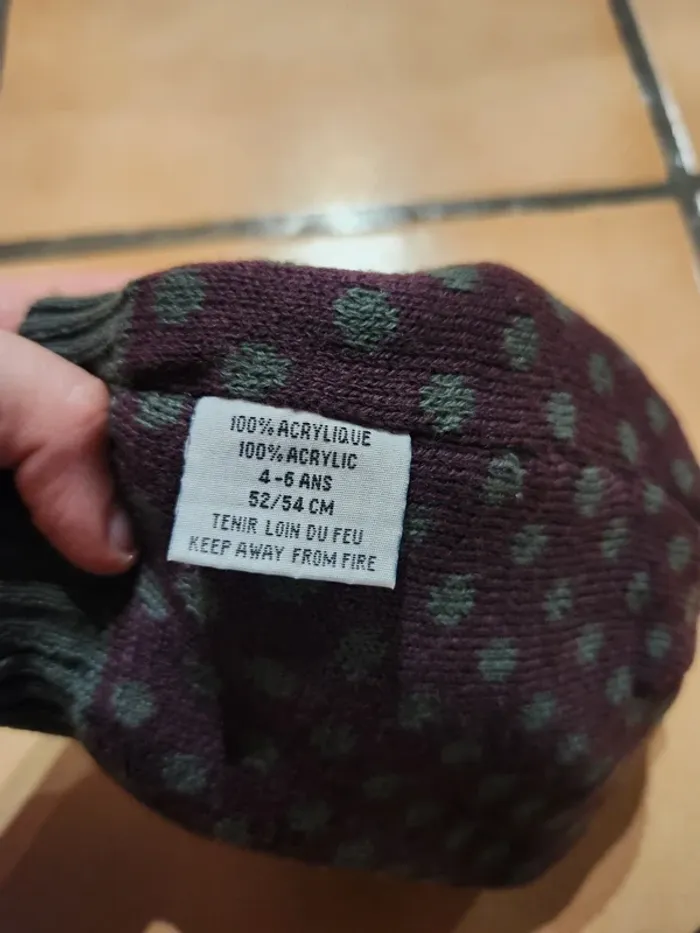 100% ACRYLIQUE
100% ACRYLIC
4-6 ANS
52/54 CM
TENIR LOIN DU FEU
KEEP AWAY FROM FIRE